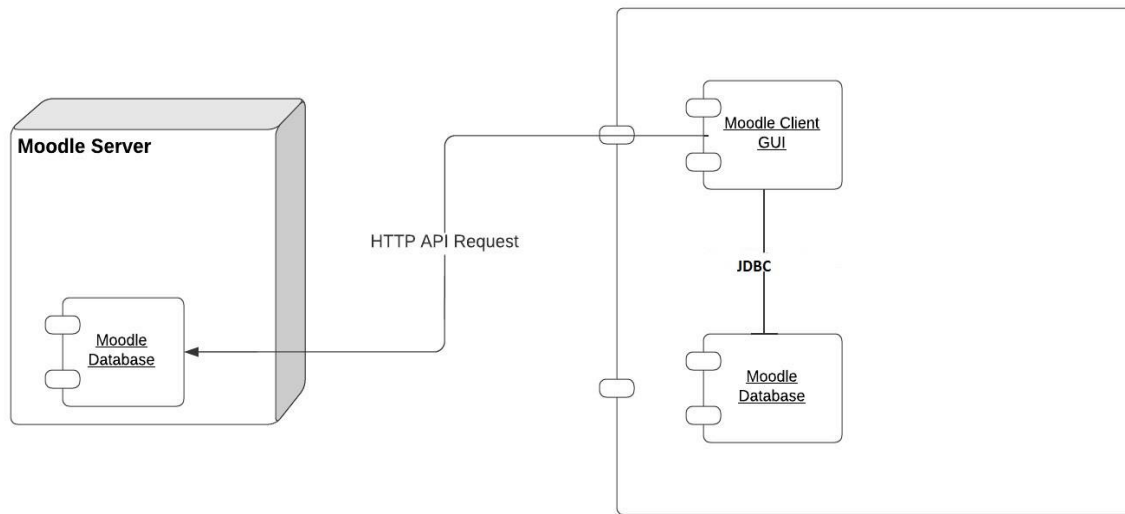 Moodle Server
Moodle
Database
HTTP API Request
Moodle Client
GUI
JDBC
Moodle
Database